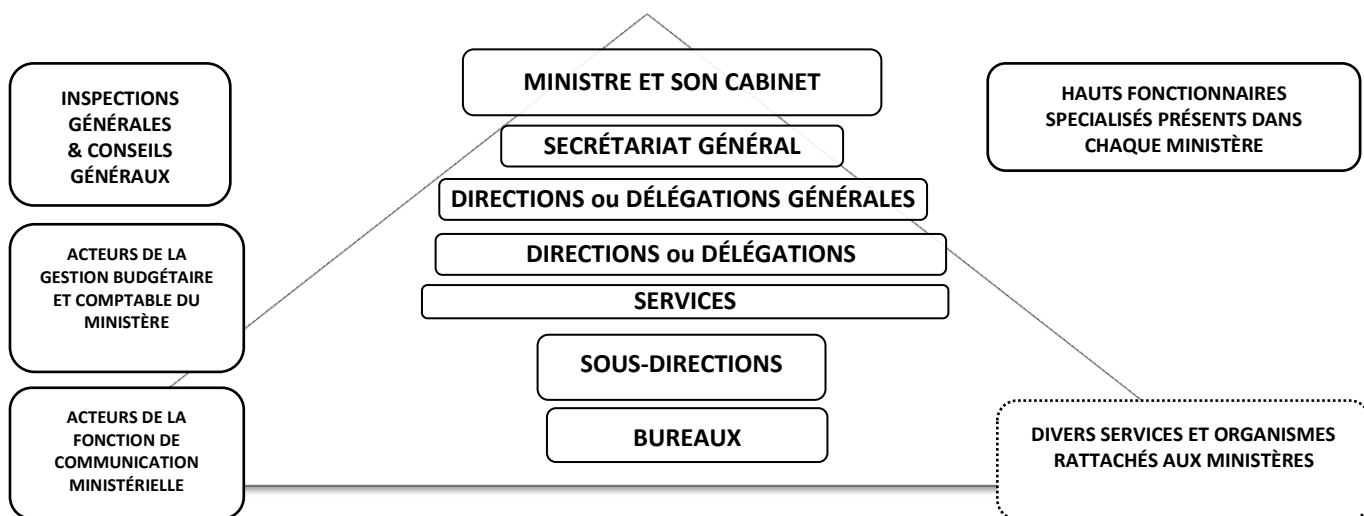 INSPECTIONS
GÉNÉRALES
& CONSEILS
GÉNÉRAUX
ACTEURS DE LA
GESTION BUDGÉTAIRE
ET COMPTABLE DU
MINISTÈRE
ACTEURS DE LA
FONCTION DE
COMMUNICATION
MINISTÉRIELLE
MINISTRE ET SON CABINET
SECRÉTARIAT GÉNÉRAL
DIRECTIONS ou DÉLÉGATIONS GÉNÉRALES
DIRECTIONS ou DÉLÉGATIONS
SERVICES
SOUS-DIRECTIONS
BUREAUX
HAUTS FONCTIONNAIRES
SPECIALISÉS PRÉSENTS DANS
CHAQUE MINISTÈRE
DIVERS SERVICES ET ORGANISMES
RATTACHÉS AUX MINISTÈRES